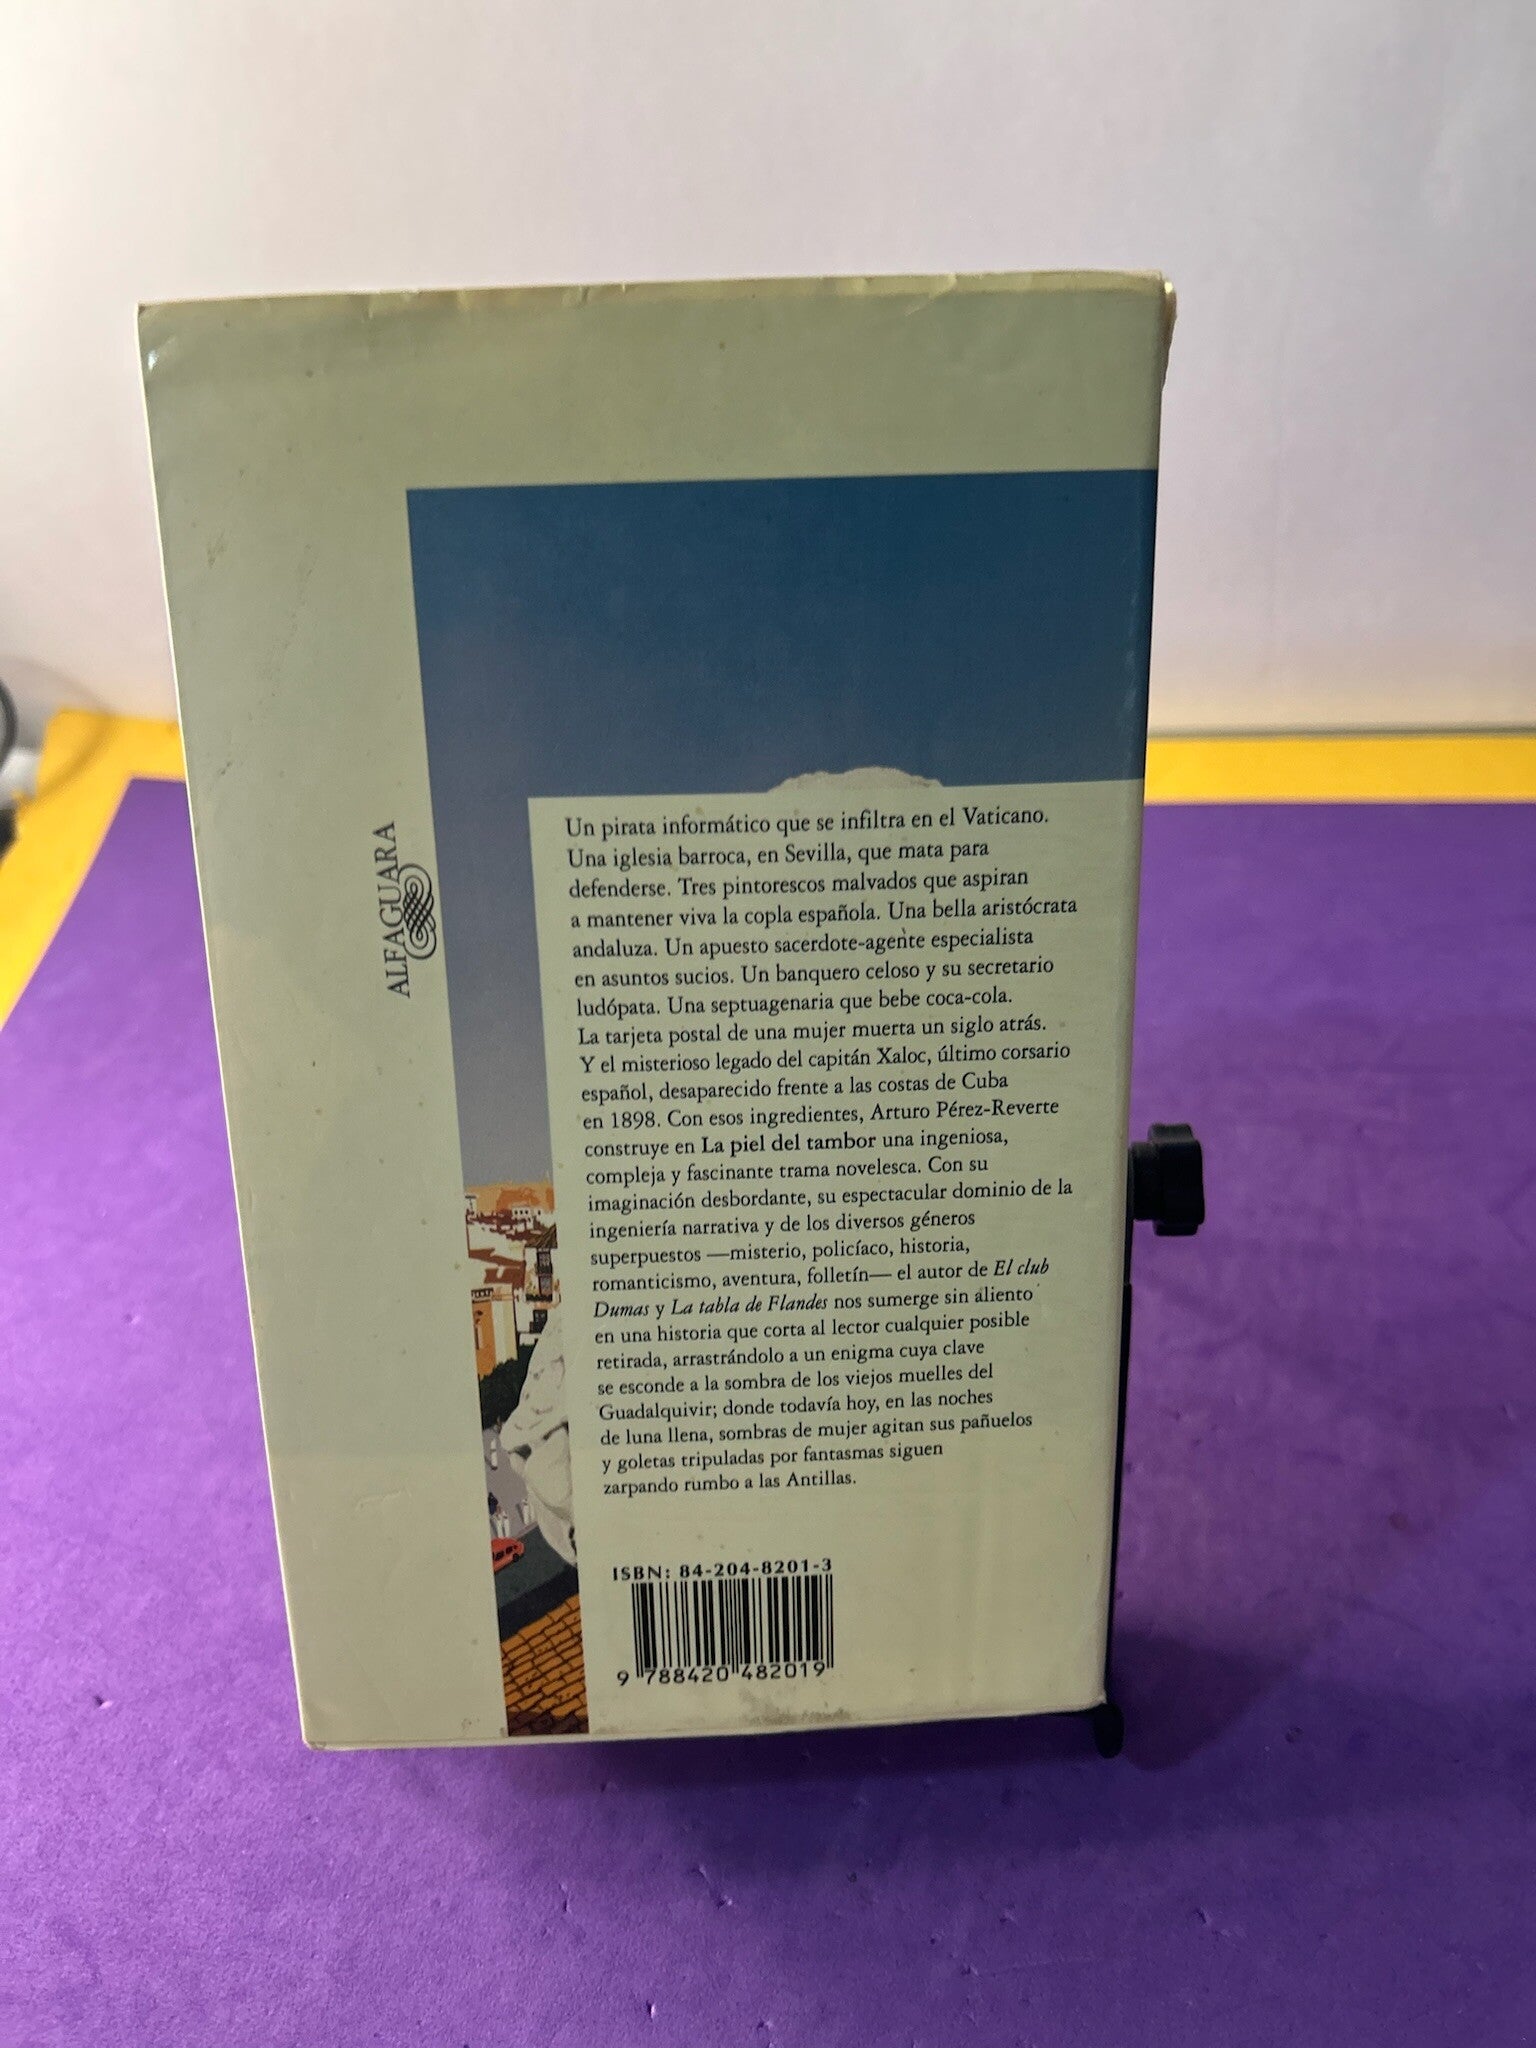 ALFAGUARA
Un pirata informático que se infiltra en el Vaticano.
Una iglesia barroca, en Sevilla, que mata para
defenderse. Tres pintorescos malvados que aspiran
a mantener viva la copla española. Una bella aristócrata
andaluza. Un apuesto sacerdote-agente especialista
en asuntos sucios. Un banquero celoso y su secretario
ludópata. Una septuagenaria que bebe coca-cola.
La tarjeta postal de una mujer muerta un siglo atrás.
Y el misterioso legado del capitán Xaloc, último corsario
español, desaparecido frente a las costas de Cuba
en 1898. Con esos ingredientes, Arturo Pérez-Reverte
construye en La piel del tambor una ingeniosa,
compleja y fascinante trama novelesca. Con su
imaginación desbordante, su espectacular dominio de la
ingeniería narrativa y de los diversos géneros
superpuestos —misterio, policíaco, historia,
romanticismo, aventura, folletín— el autor de El club
Dumas y La tabla de Flandes nos sumerge sin aliento
en una historia que corta al lector cualquier posible
retirada, arrastrándolo a un enigma cuya clave
se esconde a la sombra de los viejos muelles del
Guadalquivir; donde todavía hoy, en las noches
de luna llena, sombras de mujer agitan sus pañuelos
y goletas tripuladas por fantasmas siguen
zarpando rumbo a las Antillas.
ISBN: 84-204-8201-3
9 788420 482019